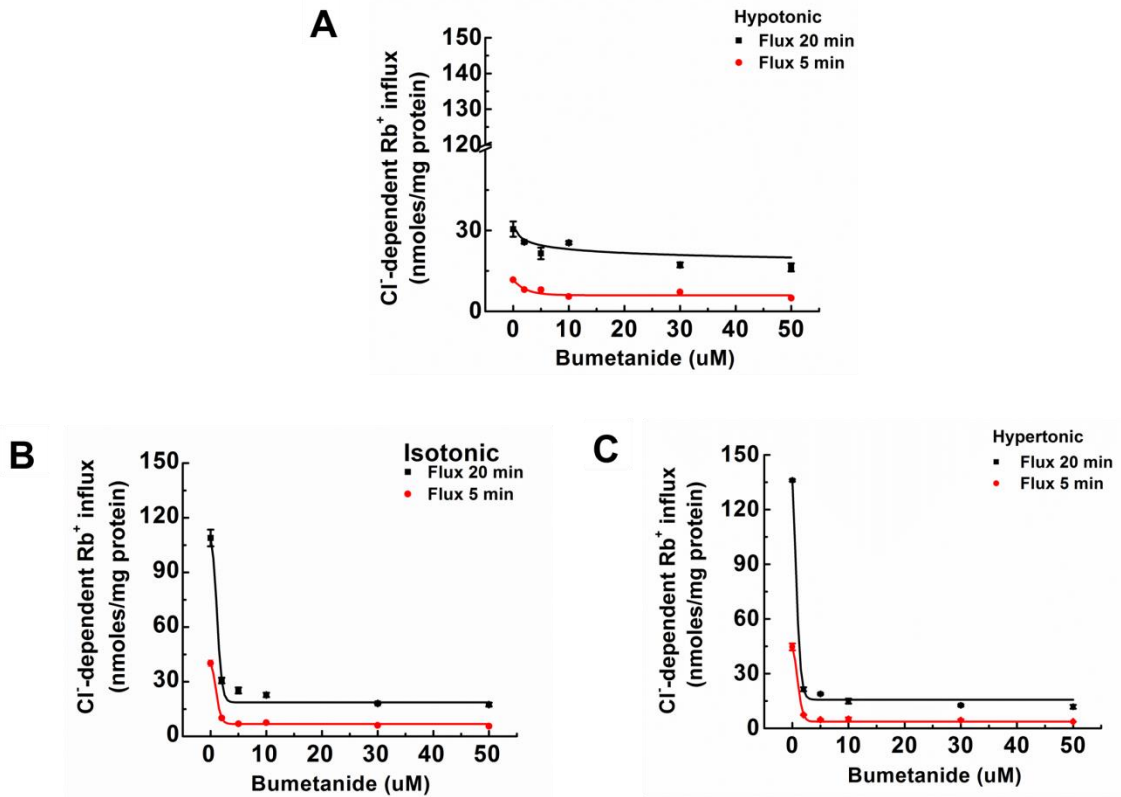 A
Hypotonic
Flux 20 min
Flux 5 min
Cl⁻-dependent Rb⁺ influx
(nmoles/mg protein)
150
140
130
120
30
0
0 10 20 30 40 50
Bumetanide (uM)
B
Isotonic
Flux 20 min
Flux 5 min
Cl⁻-dependent Rb⁺ influx
(nmoles/mg protein)
150
120
90
60
30
0
0 10 20 30 40 50
Bumetanide (uM)
C
Hypertonic
Flux 20 min
Flux 5 min
Cl⁻-dependent Rb⁺ influx
(nmoles/mg protein)
150
120
90
60
30
0
0 10 20 30 40 50
Bumetanide (uM)